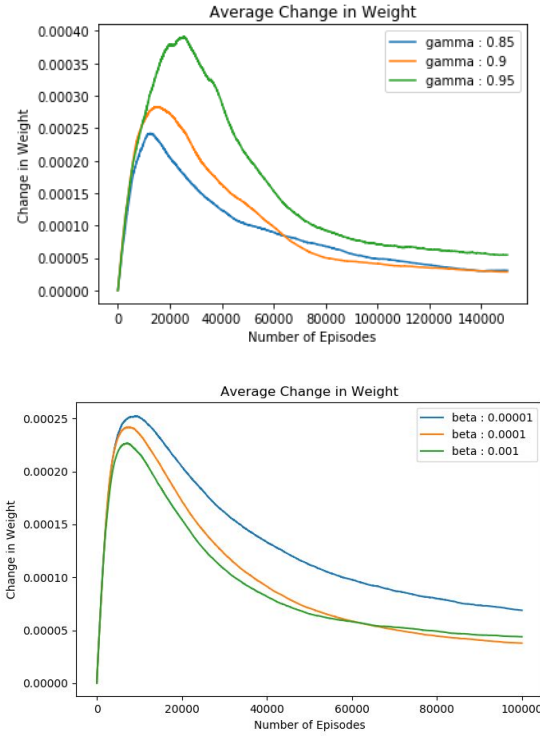 Average Change in Weight
gamma : 0.85
gamma : 0.9
gamma : 0.95
Change in Weight
0.00040
0.00035
0.00030
0.00025
0.00020
0.00015
0.00010
0.00005
0.00000
0 20000 40000 60000 80000 100000 120000 140000
Number of Episodes
Average Change in Weight
beta : 0.00001
beta : 0.0001
beta : 0.001
Change in Weight
0.00025
0.00020
0.00015
0.00010
0.00005
0.00000
0 20000 40000 60000 80000 100000
Number of Episodes